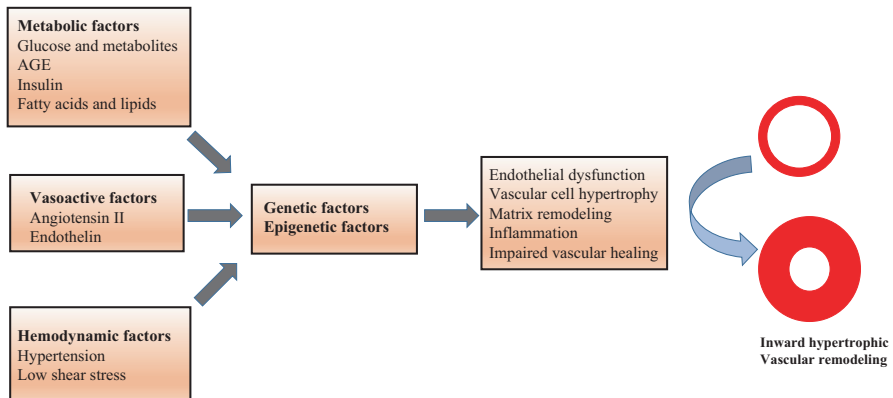 Metabolic factors
Glucose and metabolites
AGE
Insulin
Fatty acids and lipids
Vasoactive factors
Angiotensin II
Endothelin
Hemodynamic factors
Hypertension
Low shear stress
Genetic factors
Epigenetic factors
Endothelial dysfunction
Vascular cell hypertrophy
Matrix remodeling
Inflammation
Impaired vascular healing
Inward hypertrophic
Vascular remodeling